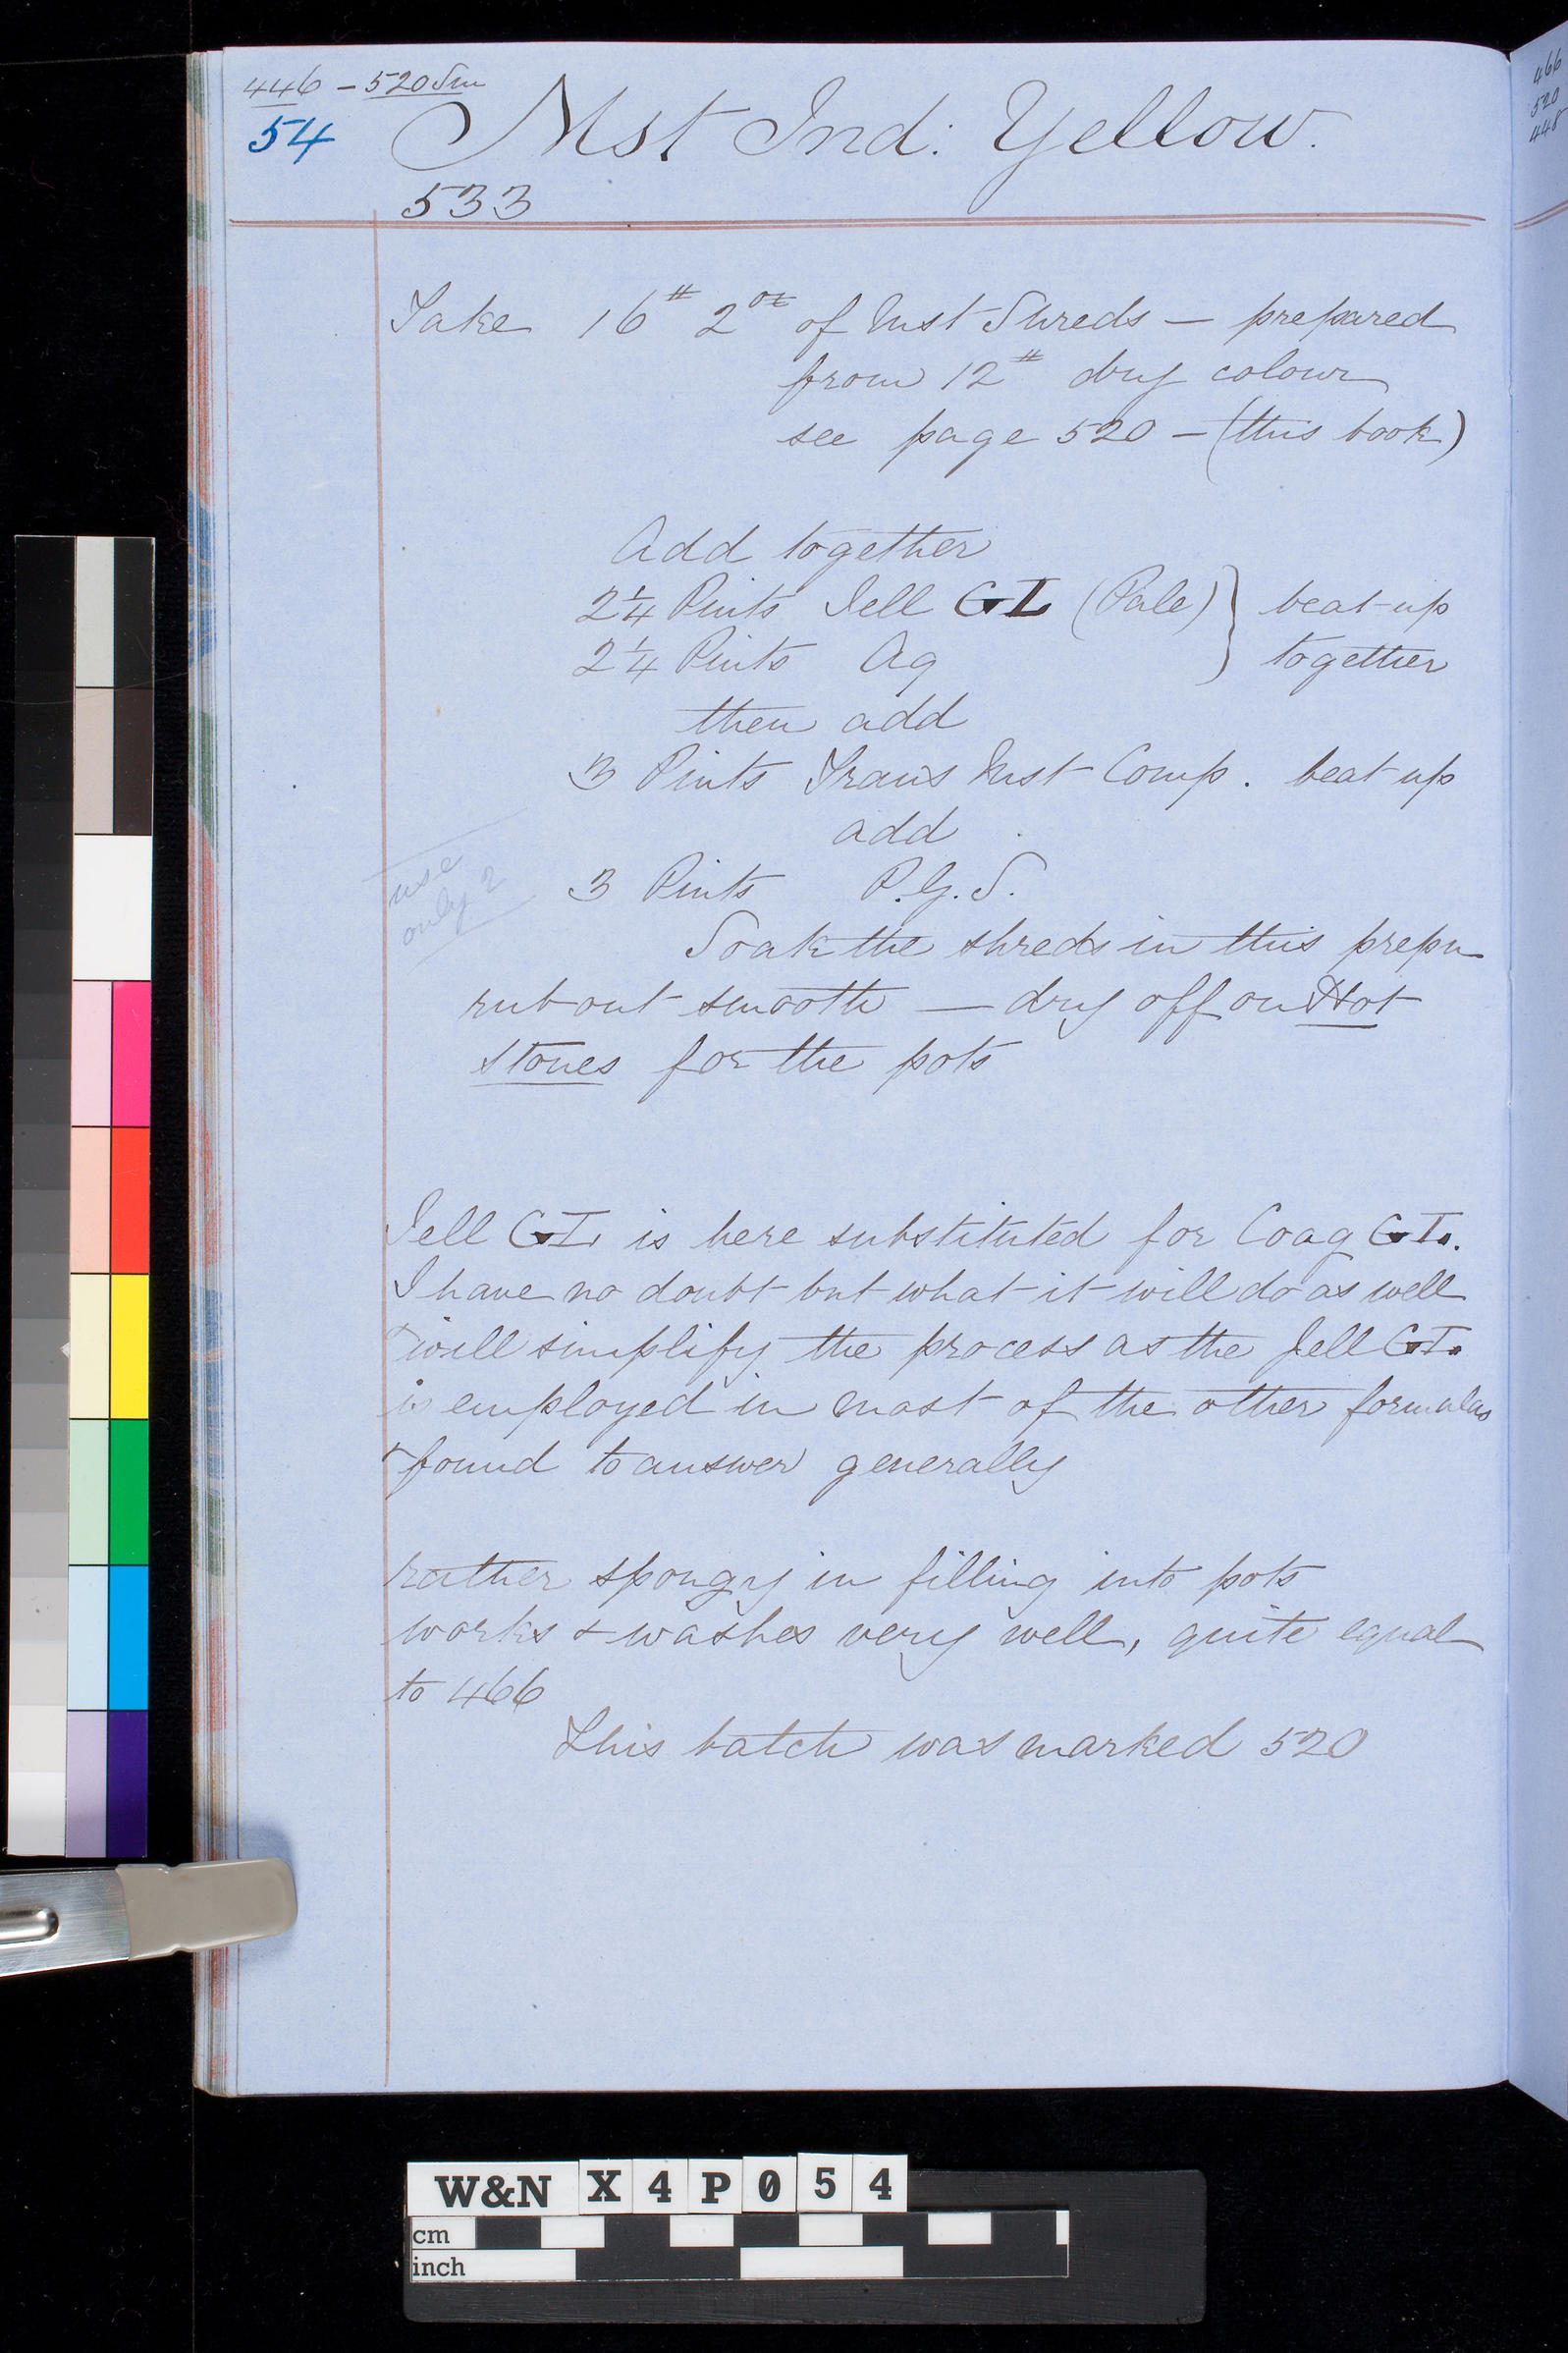 446 – 520 Sm
54
Mst Ind: Yellow.
533
Take 16# 2oz of Mst Shreds – prepared
from 12# dry colour
see page 520 – (this book)
Add together
2¼ Pints Jell GL (Pale) } beat up
2¼ Pints Aq } together
then add
3 Pints Trans Mst Comp. beat up
add
use
only 2
3 Pints P.G.S.
Soak the shreds in this prepn
rub out smooth — dry off on Hot
stones for the pots
Jell GL is here substituted for Coag GL.
I have no doubt but what it will do as well
& will simplify the process as the Jell GL
is employed in most of the other formulas
& found to answer generally
rather spongy in filling into pots
works & washes very well, quite equal
to 466
This batch was marked 520
466
520
448
W&N X4P054
cm
inch